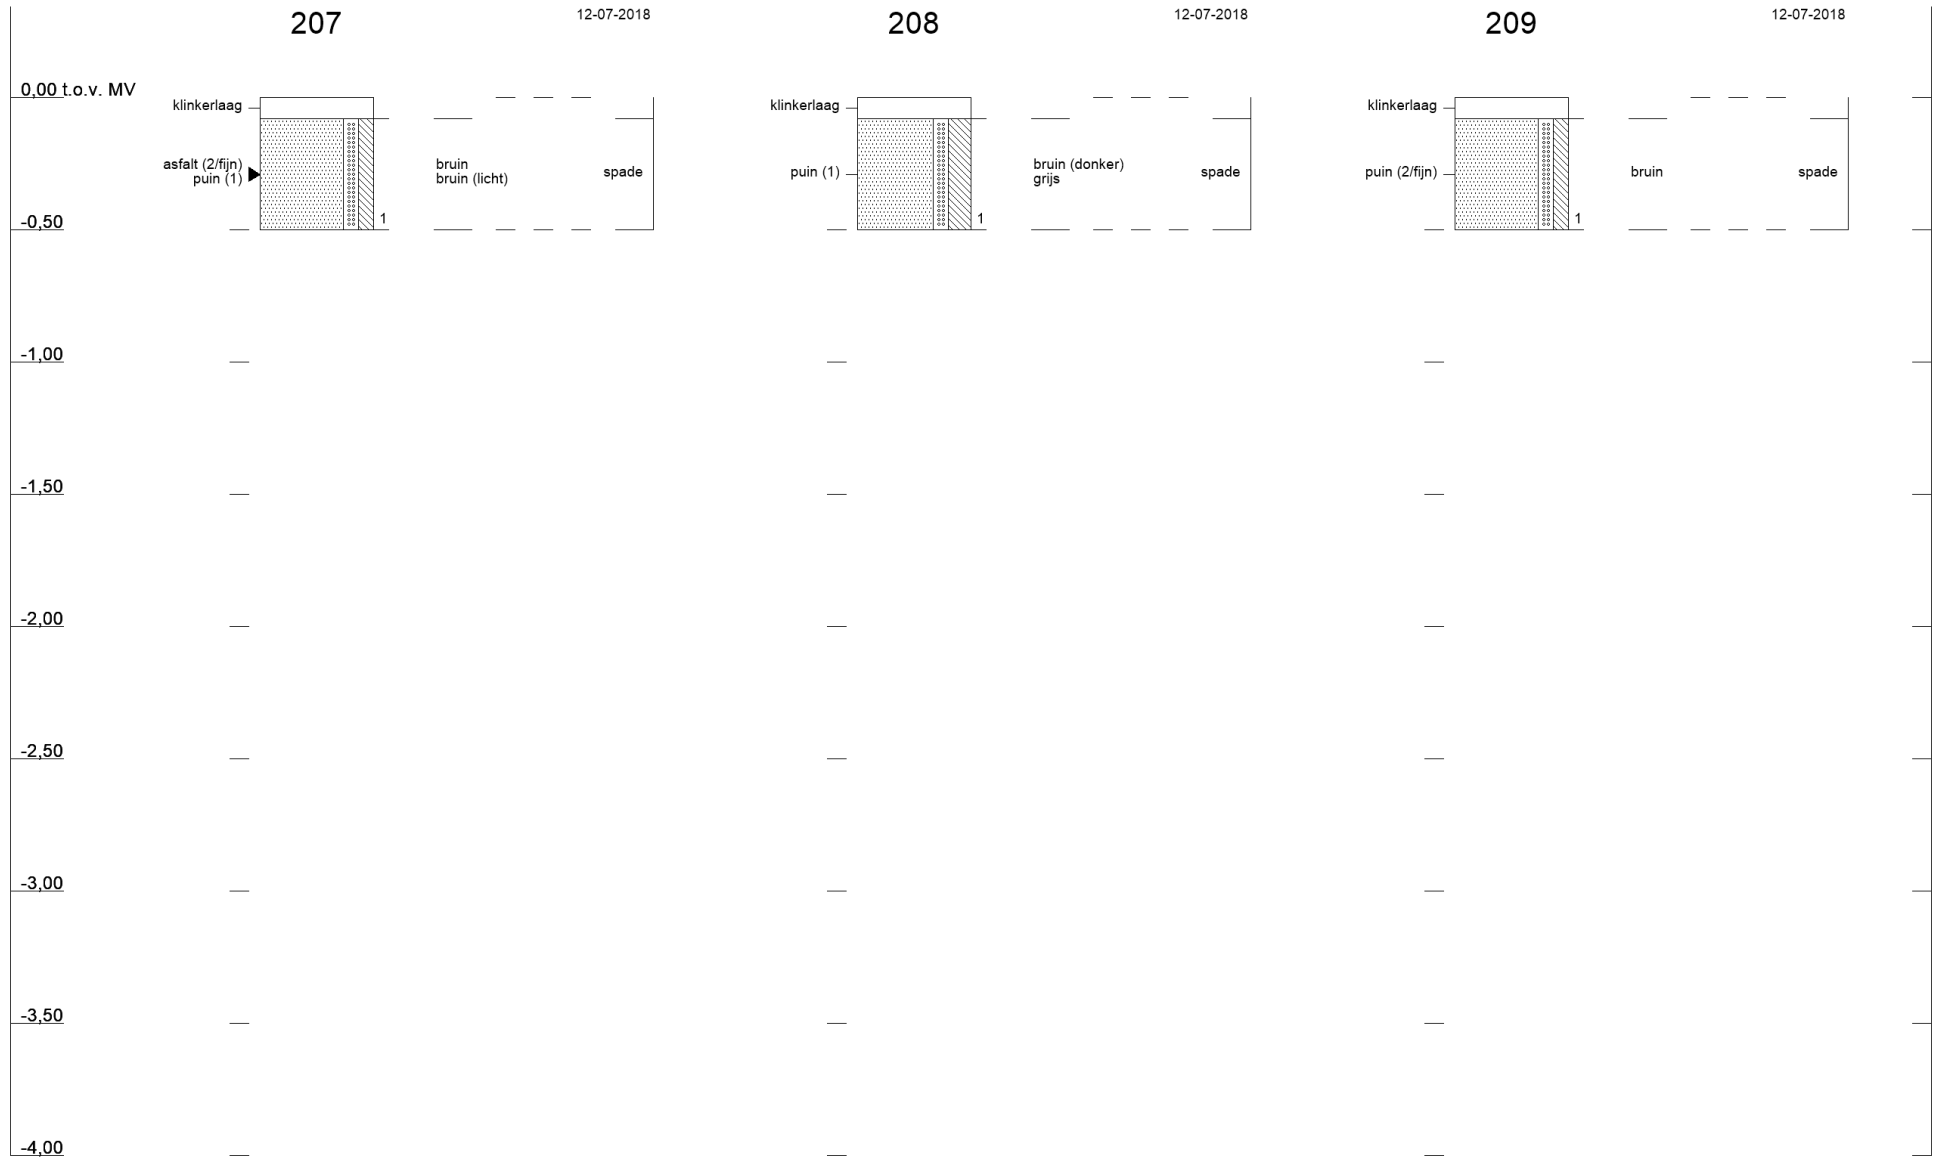 207
12-07-2018
208
12-07-2018
209
12-07-2018
0,00 t.o.v. MV
klinkerlaag
klinkerlaag
klinkerlaag
asfalt (2/fijn)
puin (1)
bruin
bruin (licht)
spade
1
puin (1)
bruin (donker)
grijs
spade
1
puin (2/fijn)
bruin
spade
1
-0,50
-1,00
-1,50
-2,00
-2,50
-3,00
-3,50
-4,00